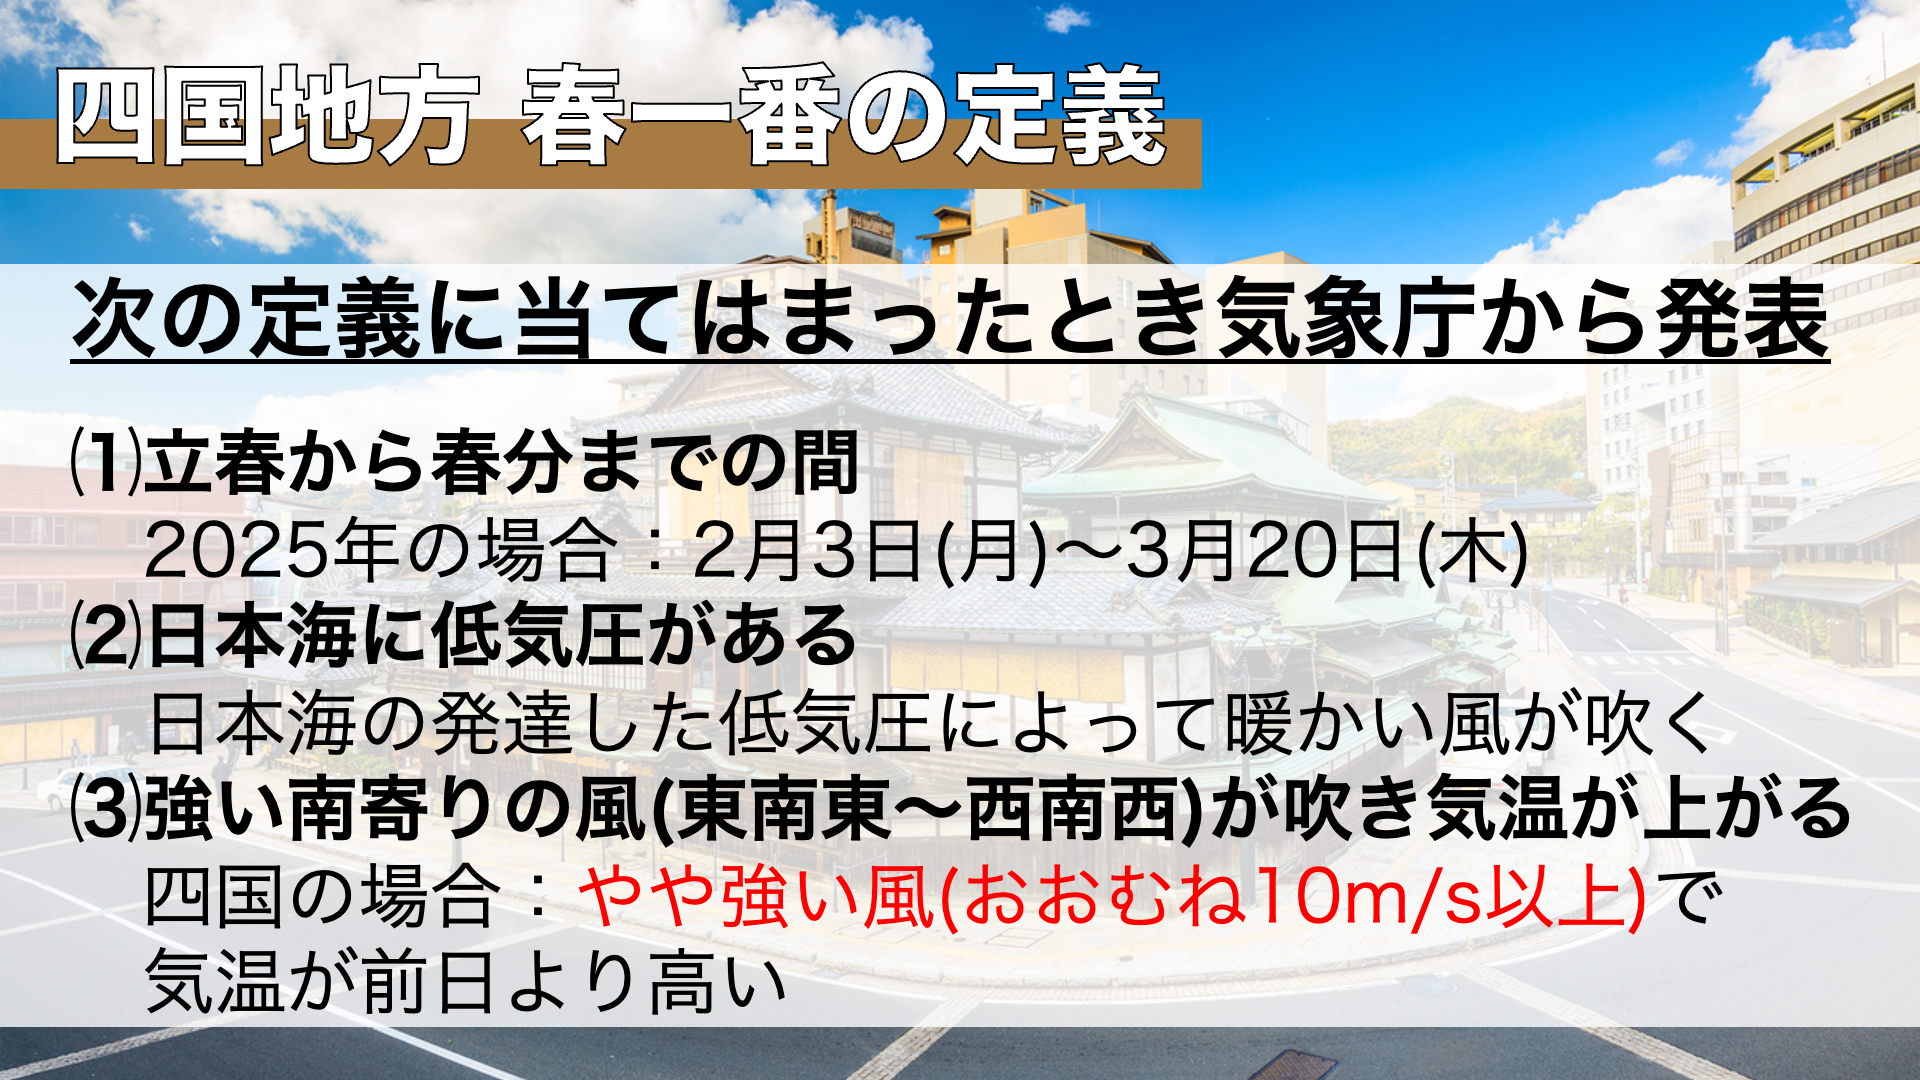 四国地方 春一番の定義
次の定義に当てはまったとき気象庁から発表
⑴立春から春分までの間
2025年の場合：2月3日(月)～3月20日(木)
⑵日本海に低気圧がある
日本海の発達した低気圧によって暖かい風が吹く
⑶強い南寄りの風(東南東～西南西)が吹き気温が上がる
四国の場合：やや強い風(おおむね10m/s以上)で
気温が前日より高い